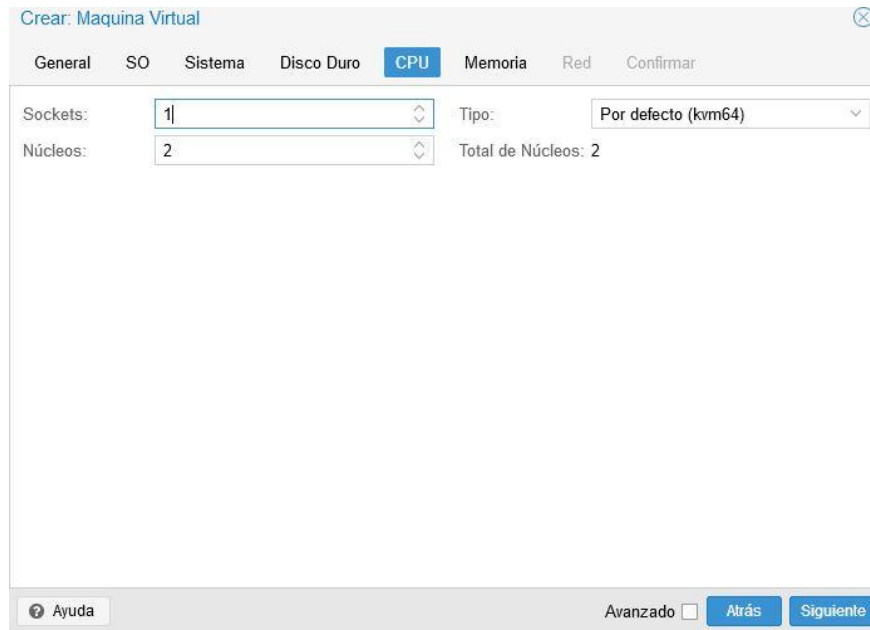 Crear: Maquina Virtual
General SO Sistema Disco Duro CPU Memoria Red Confirmar
Sockets: 1 Tipo: Por defecto (kvm64)
Núcleos: 2 Total de Núcleos: 2
Ayuda Avanzado Atrás Siguiente